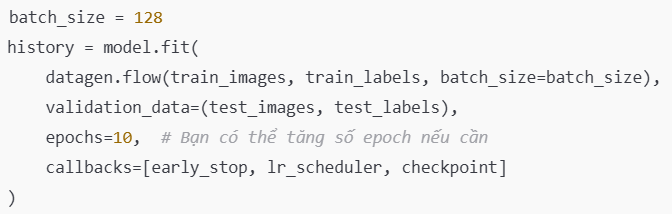 batch_size = 128
history = model.fit(
    datagen.flow(train_images, train_labels, batch_size=batch_size),
    validation_data=(test_images, test_labels),
    epochs=10,  # Bạn có thể tăng số epoch nếu cần
    callbacks=[early_stop, lr_scheduler, checkpoint]
)